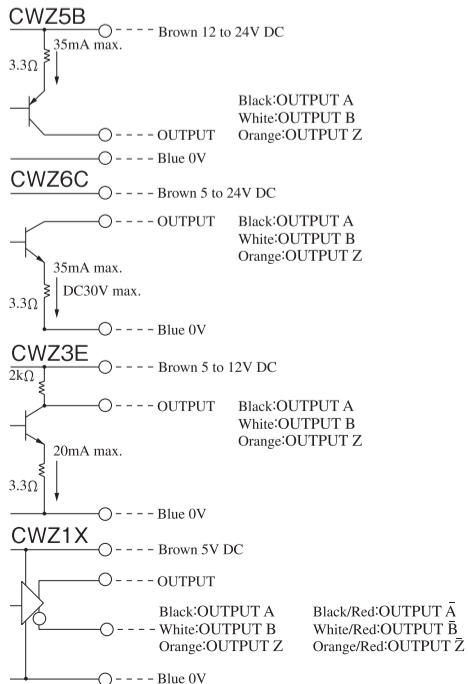 CWZ5B
Brown 12 to 24V DC
35mA max.
3.3Ω
Black:OUTPUT A
White:OUTPUT B
OUTPUT Orange:OUTPUT Z
Blue 0V
CWZ6C
Brown 5 to 24V DC
OUTPUT Black:OUTPUT A
White:OUTPUT B
Orange:OUTPUT Z
35mA max.
DC30V max.
3.3Ω
Blue 0V
CWZ3E
Brown 5 to 12V DC
2kΩ
OUTPUT Black:OUTPUT A
White:OUTPUT B
Orange:OUTPUT Z
20mA max.
3.3Ω
Blue 0V
CWZ1X
Brown 5V DC
OUTPUT
Black:OUTPUT A Black/Red:OUTPUT A̅
White:OUTPUT B White/Red:OUTPUT B̅
Orange:OUTPUT Z Orange/Red:OUTPUT Z̅
Blue 0V